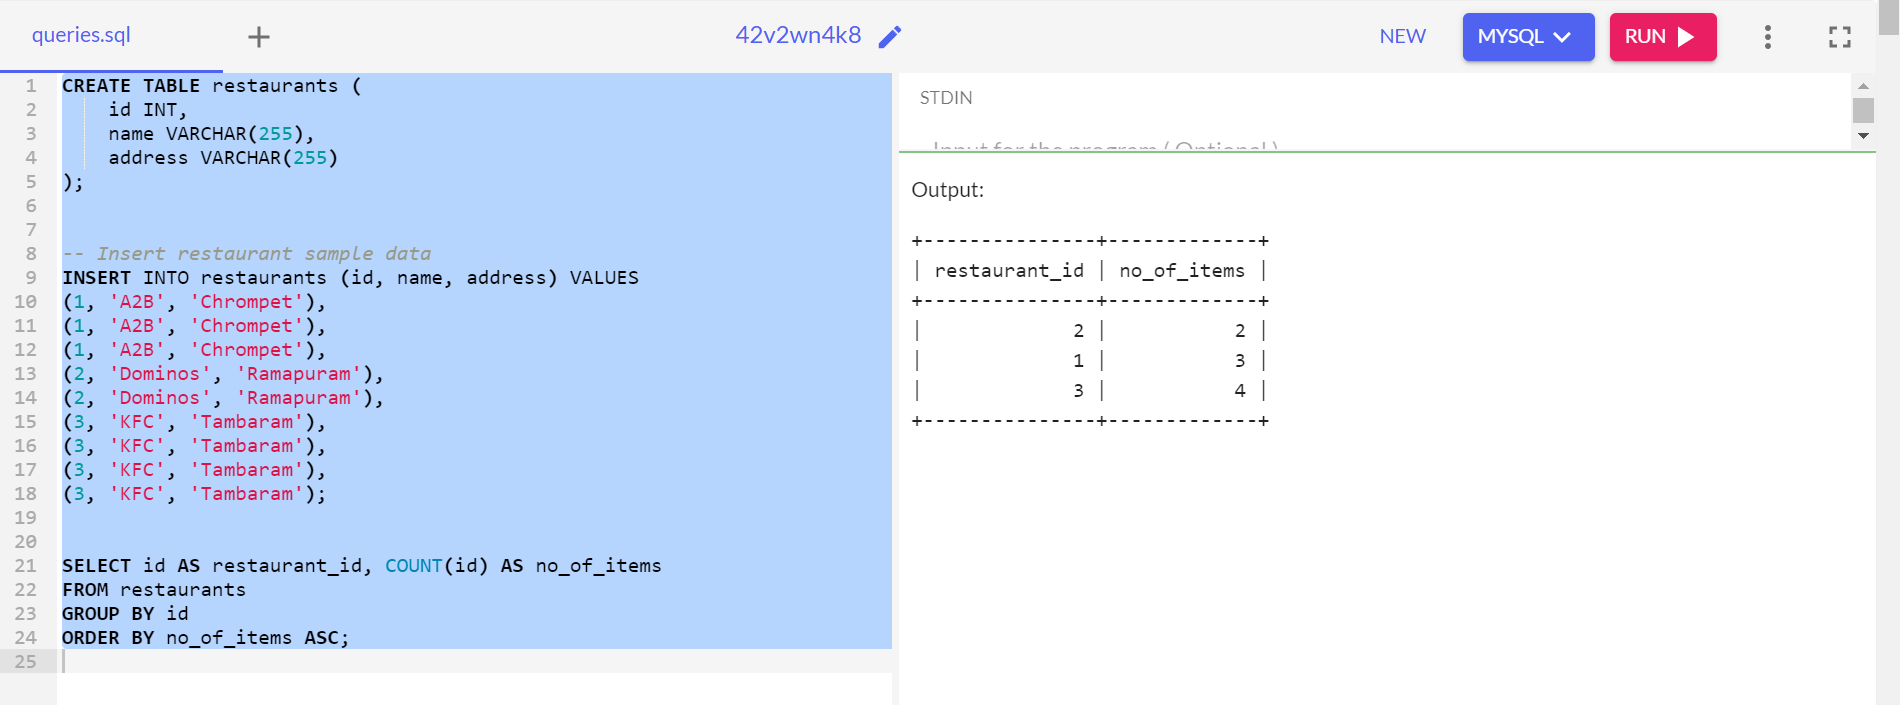 queries.sql + 42v2wn4k8 NEW MYSQL RUN
1 CREATE TABLE restaurants (
2     id INT,
3     name VARCHAR(255),
4     address VARCHAR(255)
5 );
6
7
8 -- Insert restaurant sample data
9 INSERT INTO restaurants (id, name, address) VALUES
10 (1, 'A2B', 'Chrompet'),
11 (1, 'A2B', 'Chrompet'),
12 (1, 'A2B', 'Chrompet'),
13 (2, 'Dominos', 'Ramapuram'),
14 (2, 'Dominos', 'Ramapuram'),
15 (3, 'KFC', 'Tambaram'),
16 (3, 'KFC', 'Tambaram'),
17 (3, 'KFC', 'Tambaram'),
18 (3, 'KFC', 'Tambaram');
19
20
21 SELECT id AS restaurant_id, COUNT(id) AS no_of_items
22 FROM restaurants
23 GROUP BY id
24 ORDER BY no_of_items ASC;
25
STDIN
Input for the program ( Optional )
Output:
+---------------+-------------+
| restaurant_id | no_of_items |
+---------------+-------------+
|             2 |           2 |
|             1 |           3 |
|             3 |           4 |
+---------------+-------------+